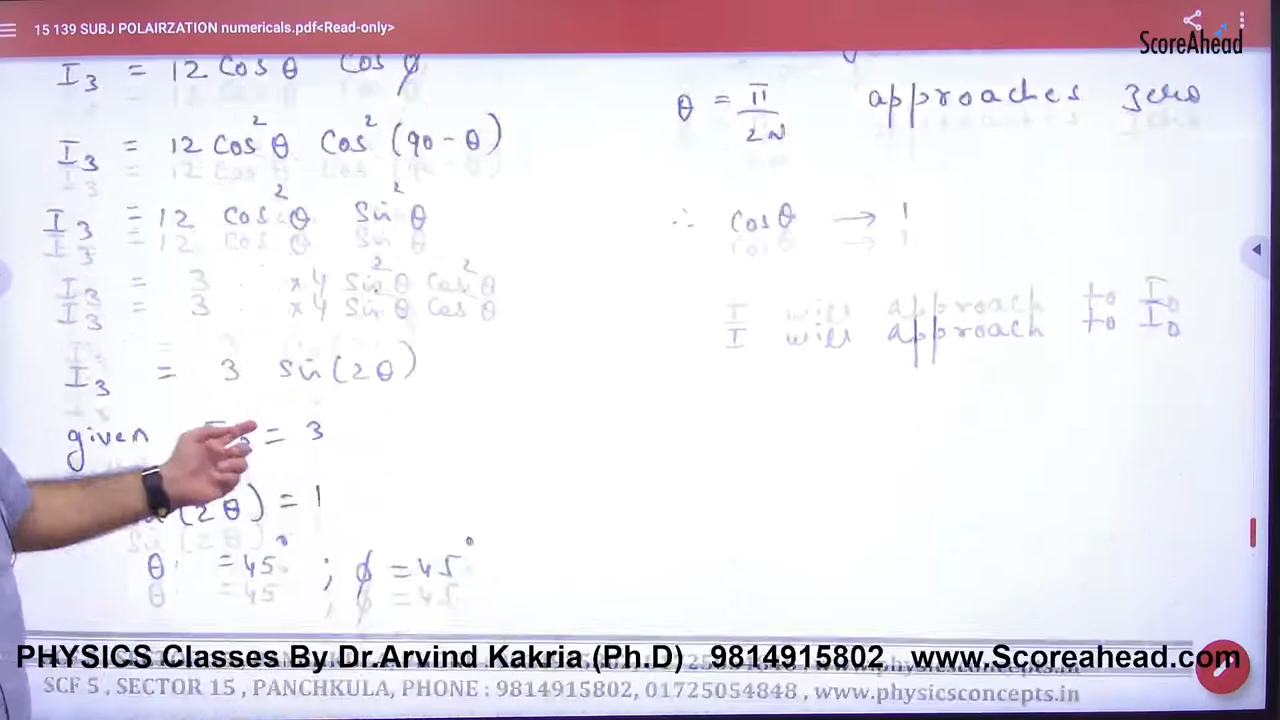 15 139 SUBJ POLAIRZATION numericals.pdf<Read-only>
ScoreAhead
I3 = 12 Cos θ Cos φ
I3 = 12 Cos² θ Cos² (90 - θ)
I3 = 12 Cos² θ Sin² θ
I3 = 3 × 4 Sin² θ Cos² θ
I3 = 3 Sin (2θ)
given = 3
(2θ) = 1
θ = 45° ; φ = 45°
θ = π/2N approaches zero
∴ Cos θ → 1
I will approach to I0
PHYSICS Classes By Dr.Arvind Kakria (Ph.D) 9814915802 www.Scoreahead.com
SCF 5 , SECTOR 15 , PANCHKULA, PHONE : 9814915802, 01725054848 , www.physicsconcepts.in